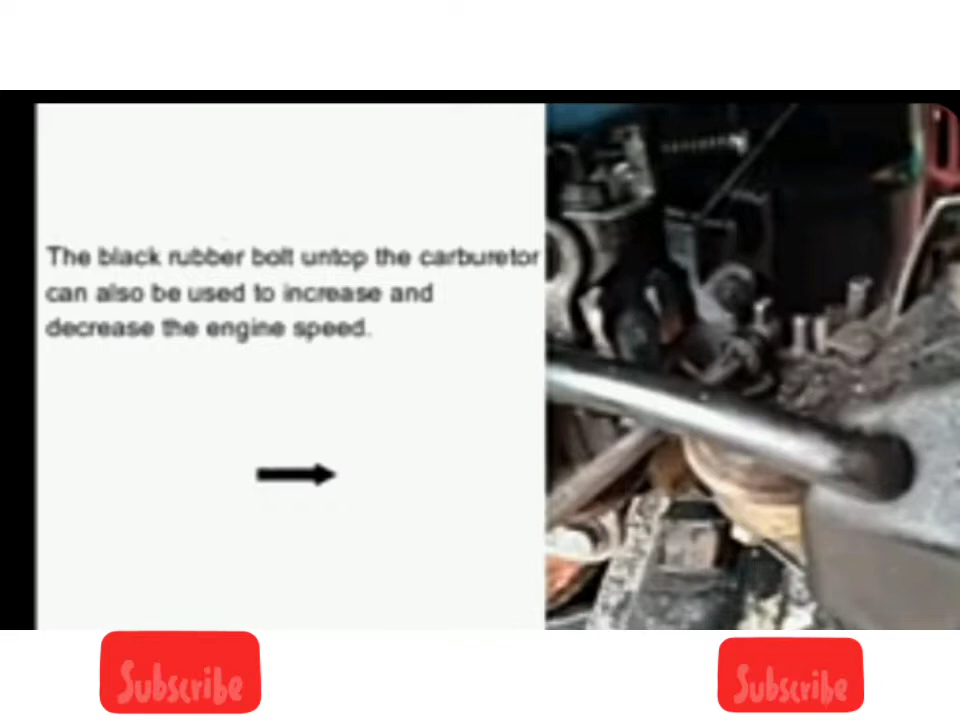 The black rubber bolt untop the carburetor
can also be used to increase and
decrease the engine speed.
Subscribe
Subscribe